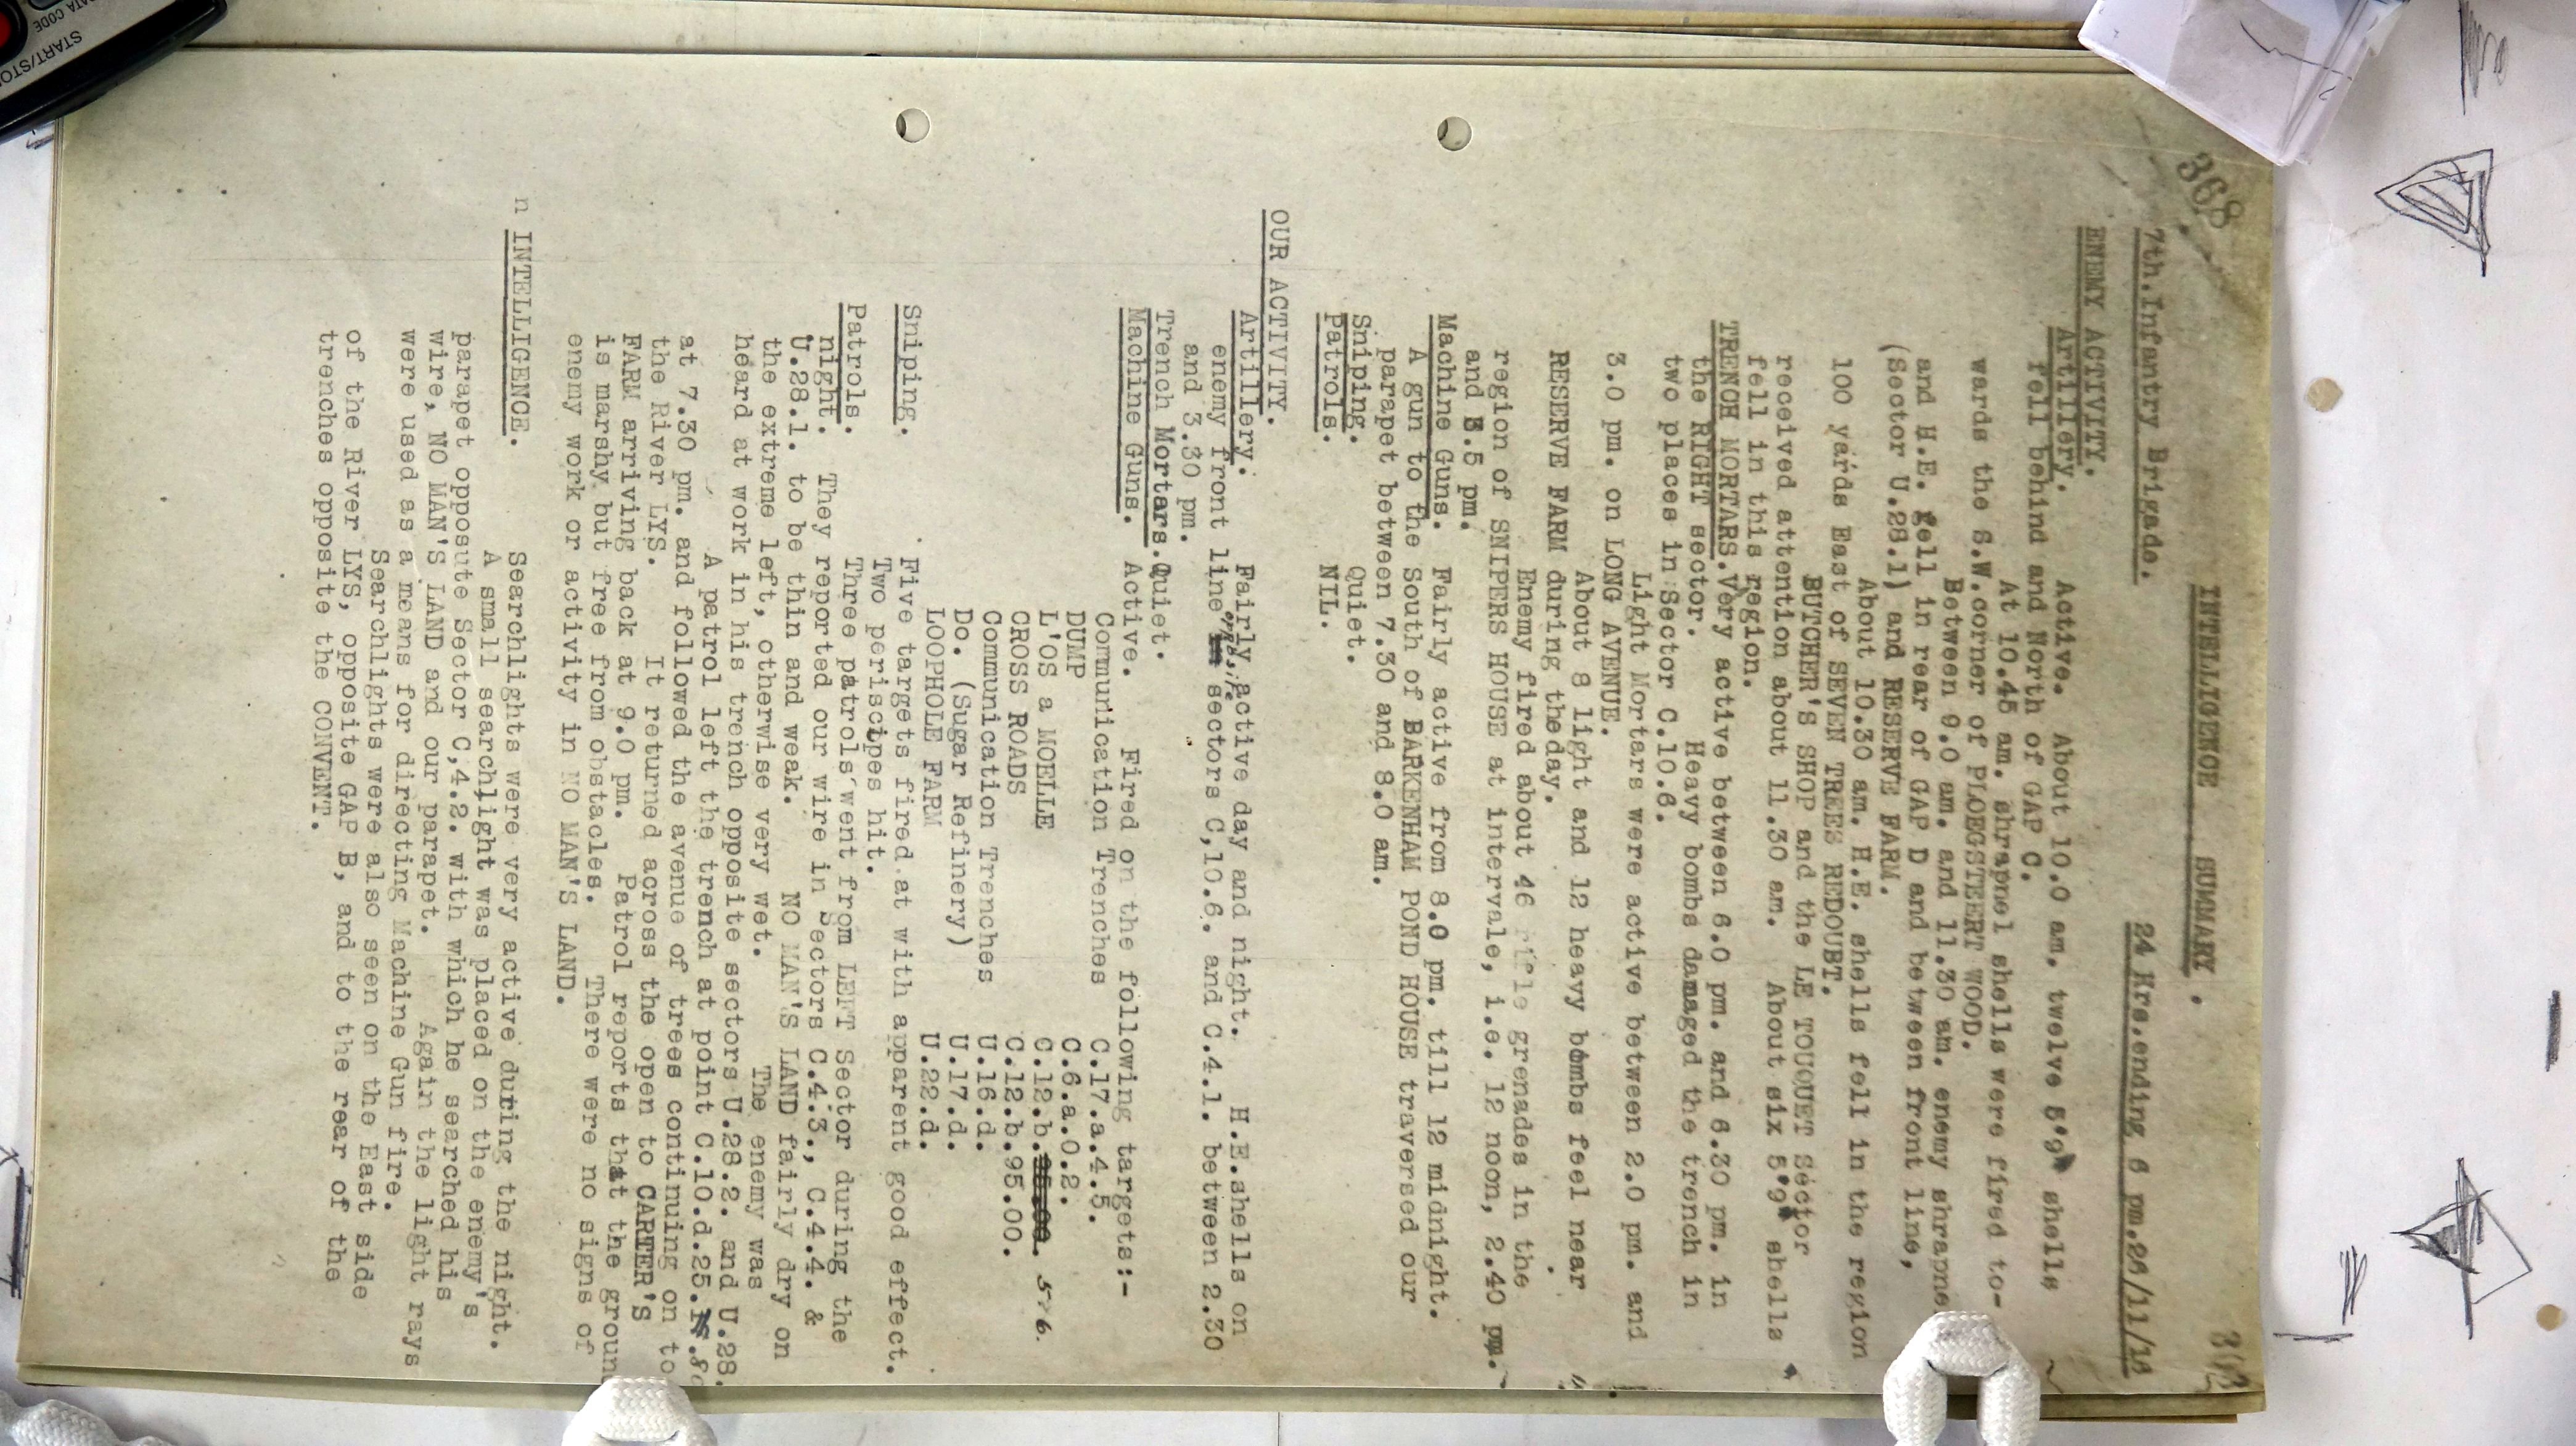 368
303
INTELLIGENCE SUMMARY .
7th.Infantry Brigade. 24 Hrs.ending 6 pm.
ENEMY ACTIVITY.
Artillery. Active. About 10.0 am. twelve 5'9" shells
fell behind and North of GAP C.
At 10.45 am. shrapnel shells were fired to-
wards the S.W.corner of PLOEGSTEERT WOOD.
Between 9.0 am. and 11.30 am. enemy shrapne
and H.E. fell in rear of GAP D and between front line,
(Sector U.28.1) and RESERVE FARM.
About 10.30 am. H.E. shells fell in the region
100 yards East of SEVEN TREES REDOUBT.
BUTCHER'S SHOP and the LE TOUQUET Sector
received attention about 11.30 am. About six 5'9" shells
fell in this region.
TRENCH MORTARS.Very active between 6.0 pm. and 6.30 pm. in
the RIGHT sector. Heavy bombs damaged the trench in
two places in Sector C.10.6.
Light Mortars were active between 2.0 pm. and
3.0 pm. on LONG AVENUE.
About 8 light and 12 heavy bombs feel near
RESERVE FARM during theday.
Enemy fired about 46 rifle grenades in the
region of SNIPERS HOUSE at intervale, i.e. 12 noon, 2.40 pm.
and 3.5 pm.
Machine Guns. Fairly active from 8.0 pm. till 12 midnight.
A gun to the South of BARKENHAM POND HOUSE traversed our
parapet between 7.30 and 8.0 am.
Sniping. Quiet.
Patrols. NIL.
OUR ACTIVITY.
Artillery. Fairly active day and night. H.E.shells on
enemy front line opposite sectors C,10.6. and C.4.1. between 2.30
and 3.30 pm.
Trench Mortars.Quiet.
Machine Guns. Active. Fired on the following targets:-
Communication Trenches C.17.a.4.5.
DUMP C.6.a.0.2.
L'OS a MOELLE C.12.b. 5.6.
CROSS ROADS C.12.b.95.00.
Communication Trenches U.16.d.
Do. (Sugar Refinery) U.17.d.
LOOPHOLE FARM U.22.d.
Sniping. Five targets fired at with apparent good effect.
Two periscipes hit.
Patrols. Three patrols went from LEFT Sector during the
night. They reported our wire in Sectors C.4.3., C.4.4. &
U.28.1. to be thin and weak. NO MAN'S LAND fairly dry on
the extreme left, otherwise very wet. The enemy was
heard at work in his trench opposite sectors U.28.2. and U.28.
A patrol left the trench at point C.10.d.25.
at 7.30 pm. and followed the avenue of trees continuing on to
the River LYS. It returned across the open to CARTER'S
FARM arriving back at 9.0 pm. Patrol reports that the groun
is marshy but free from obstacles. There were no signs of
enemy work or activity in NO MAN'S LAND.
n INTELLIGENCE. Searchlights were very active during the night.
A small searchlight was placed on the enemy's
parapet opposute Sector C,4.2. with which he searched his
wire, NO MAN'S LAND and our parapet. Again the light rays
were used as a means for directing Machine Gun fire.
Searchlights were also seen on the East side
of the River LYS, opposite GAP B, and to the rear of the
trenches opposite the CONVENT.
START/STO
DATA CODE